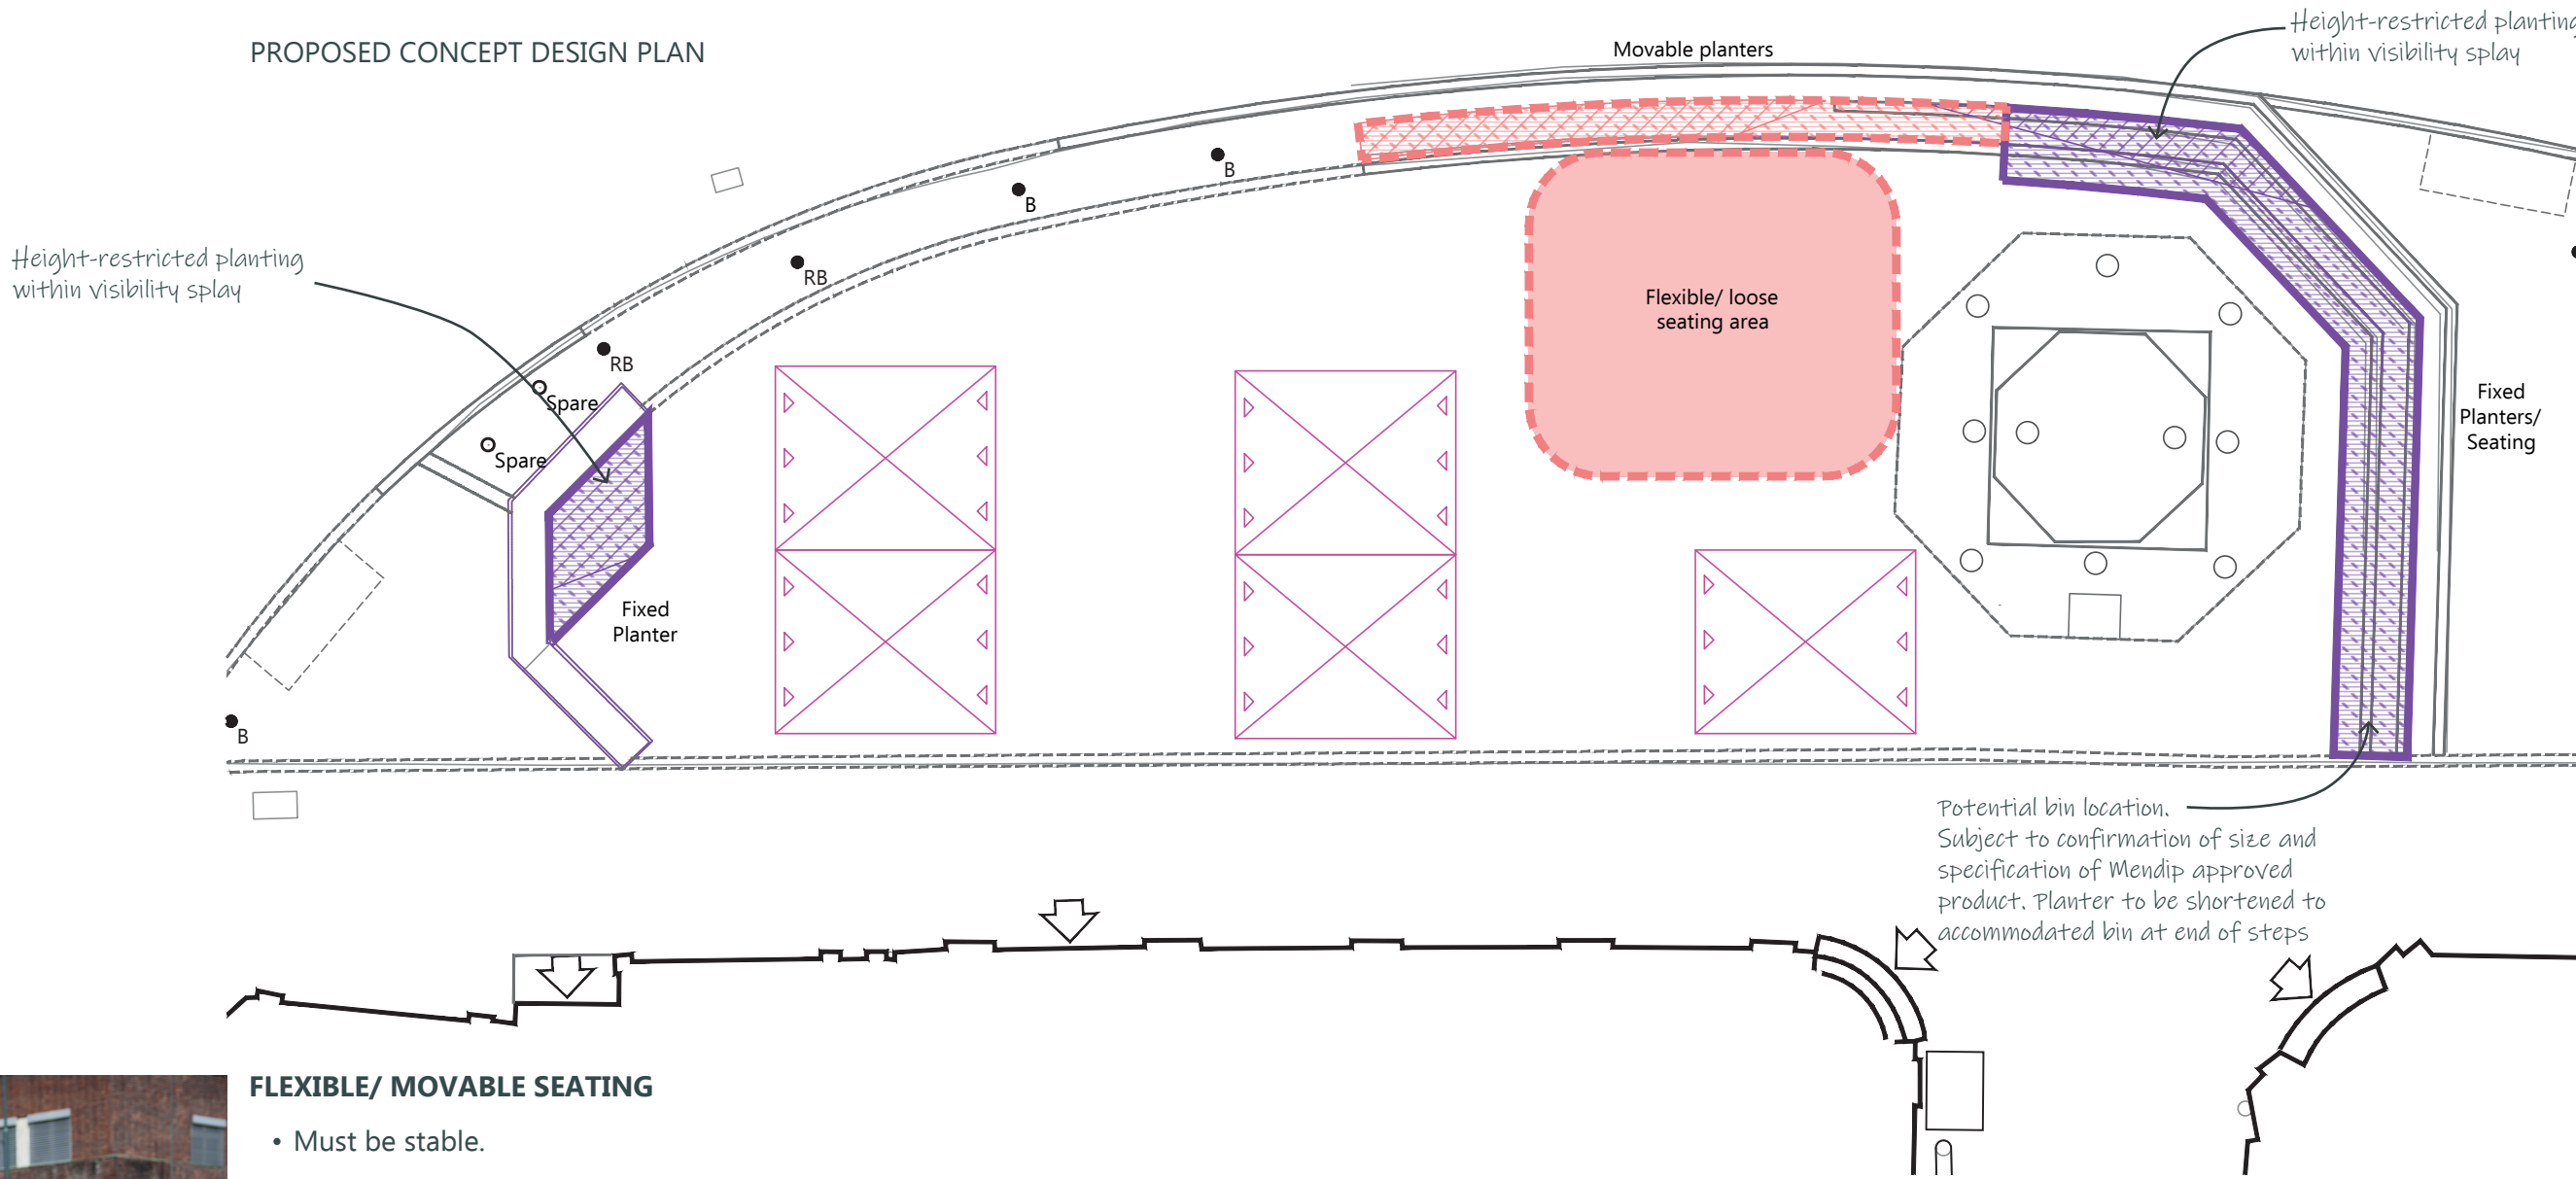 PROPOSED CONCEPT DESIGN PLAN
Movable planters
Height-restricted planting
within visibility splay
B
B
RB
RB
Spare
Spare
Height-restricted planting
within visibility splay
Flexible/ loose
seating area
Fixed
Planters/
Seating
Fixed
Planter
B
Potential bin location.
Subject to confirmation of size and
specification of Mendip approved
product. Planter to be shortened to
accommodated bin at end of steps
FLEXIBLE/ MOVABLE SEATING
• Must be stable.